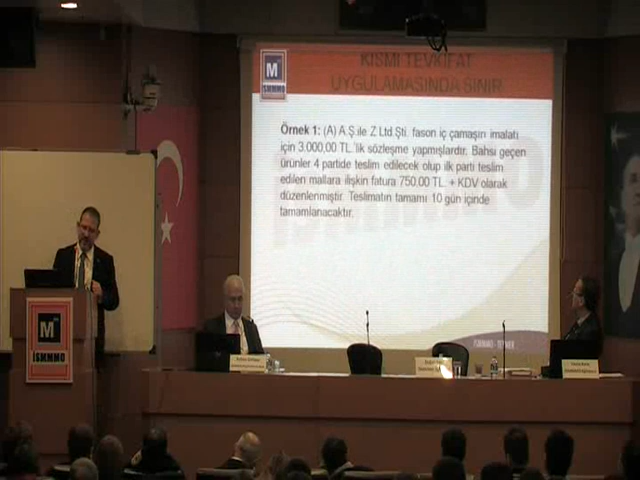 M
İSMMMO
KISMİ TEVKİFAT
UYGULAMASINDA SINIR
Örnek 1: (A) A.Ş.ile Z Ltd.Şti. fason iç çamaşırı imalatı
için 3.000,00 TL 'lik sözleşme yapmışlardır. Bahsi geçen
ürünler 4 partide teslim edilecek olup ilk parti teslim
edilen mallara ilişkin fatura 750,00 TL + KDV olarak
düzenlenmiştir. Teslimatın tamamı 10 gün içinde
tamamlanacaktır.
M
İSMMMO